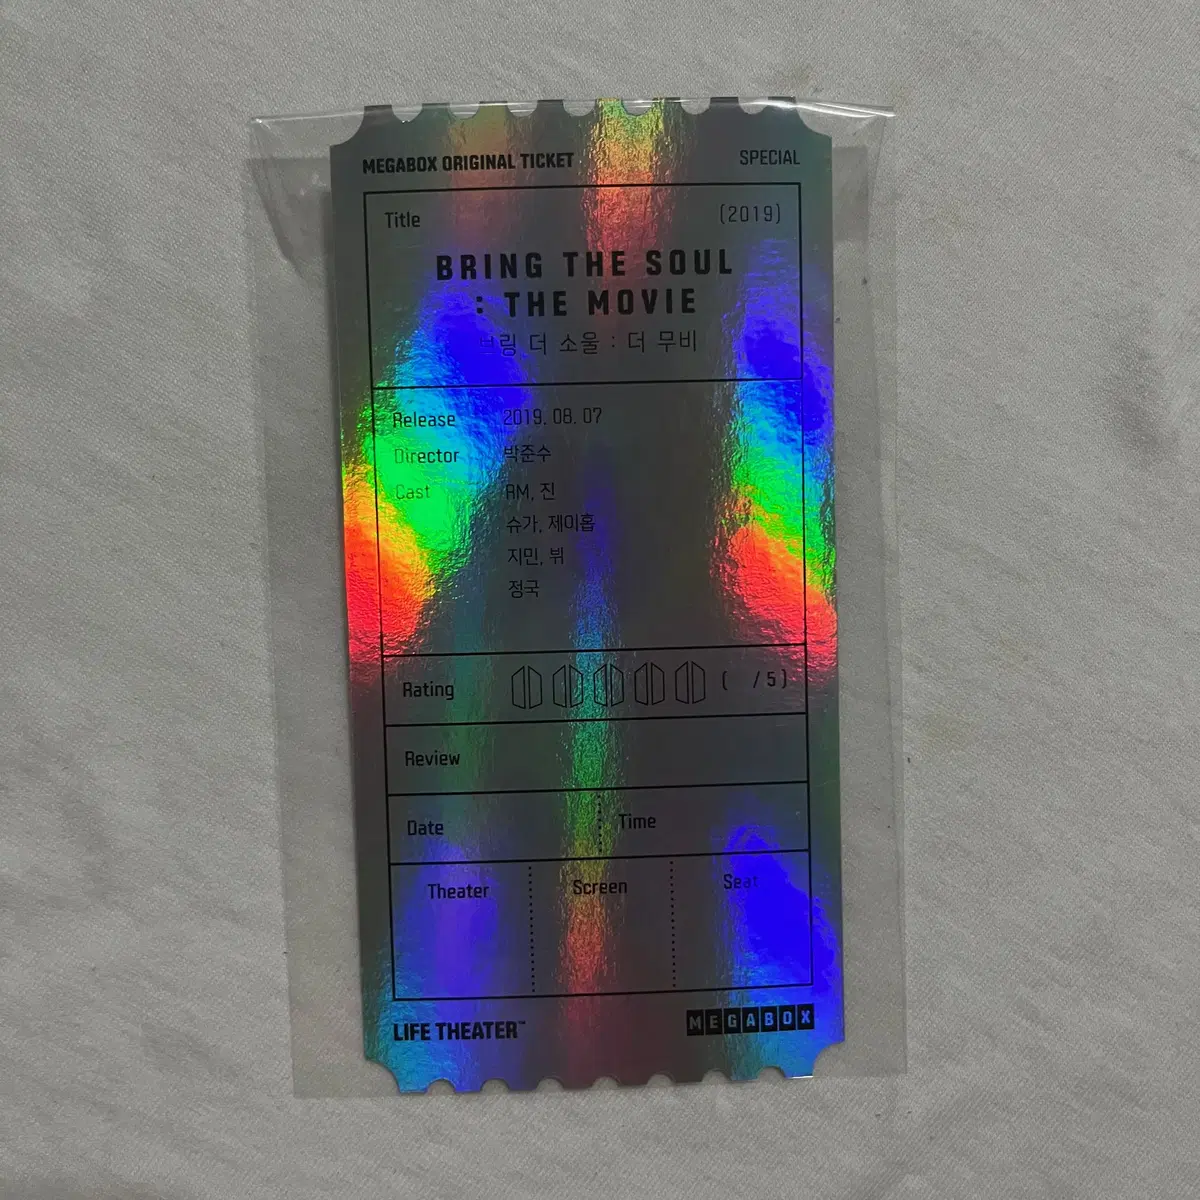 MEGABOX ORIGINAL TICKET SPECIAL
Title (2019)
BRING THE SOUL
: THE MOVIE
브링 더 소울 : 더 무비
Release 2019. 08. 07
Director 박준수
Cast RM, 진
슈가, 제이홉
지민, 뷔
정국
Rating ( /5)
Review
Date Time
Theater Screen Seat
LIFE THEATER™ MEGABOX